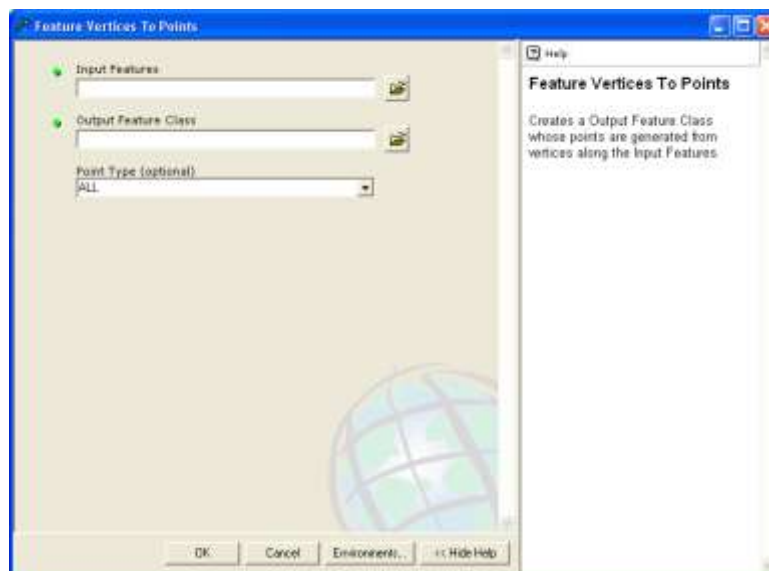 Feature Vertices To Points
Input Features
Output Feature Class
Point Type (optional)
ALL
OK
Cancel
Environments...
<< Hide Help
Help
Feature Vertices To Points
Creates a Output Feature Class
whose points are generated from
vertices along the Input Features